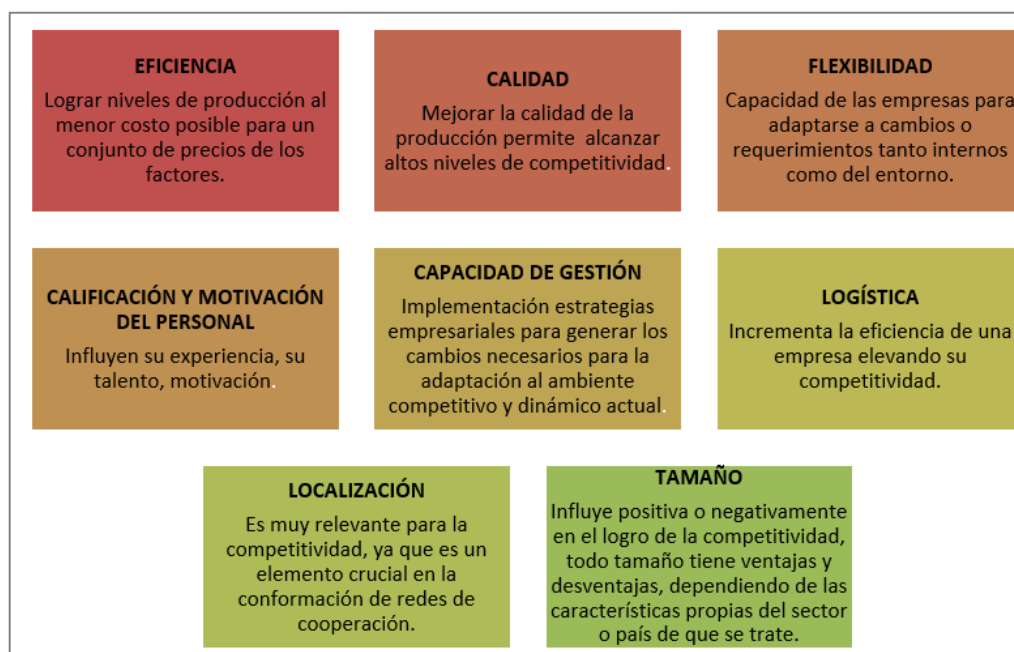 EFICIENCIA
Lograr niveles de producción al
menor costo posible para un
conjunto de precios de los
factores.
CALIDAD
Mejorar la calidad de la
producción permite alcanzar
altos niveles de competitividad.
FLEXIBILIDAD
Capacidad de las empresas para
adaptarse a cambios o
requerimientos tanto internos
como del entorno.
CALIFICACIÓN Y MOTIVACIÓN
DEL PERSONAL
Influyen su experiencia, su
talento, motivación.
CAPACIDAD DE GESTIÓN
Implementación estrategias
empresariales para generar los
cambios necesarios para la
adaptación al ambiente
competitivo y dinámico actual.
LOGÍSTICA
Incrementa la eficiencia de una
empresa elevando su
competitividad.
LOCALIZACIÓN
Es muy relevante para la
competitividad, ya que es un
elemento crucial en la
conformación de redes de
cooperación.
TAMAÑO
Influye positiva o negativamente
en el logro de la competitividad,
todo tamaño tiene ventajas y
desventajas, dependiendo de las
características propias del sector
o país de que se trate.